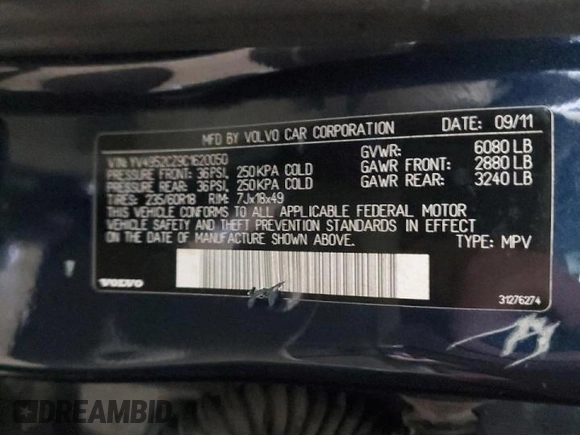 MFD BY VOLVO CAR CORPORATION DATE: 09/11
VIN: YV4952CZ9C1620050 GVWR: 6080 LB
PRESSURE FRONT: 36PSI, 250KPA COLD GAWR FRONT: 2880 LB
PRESSURE REAR: 36PSI, 250KPA COLD GAWR REAR: 3240 LB
TIRES: 235/60R18 RIM: 7Jx18x49
THIS VEHICLE CONFORMS TO ALL APPLICABLE FEDERAL MOTOR
VEHICLE SAFETY AND THEFT PREVENTION STANDARDS IN EFFECT
ON THE DATE OF MANUFACTURE SHOWN ABOVE. TYPE: MPV
VOLVO
31276274
DREAMBID